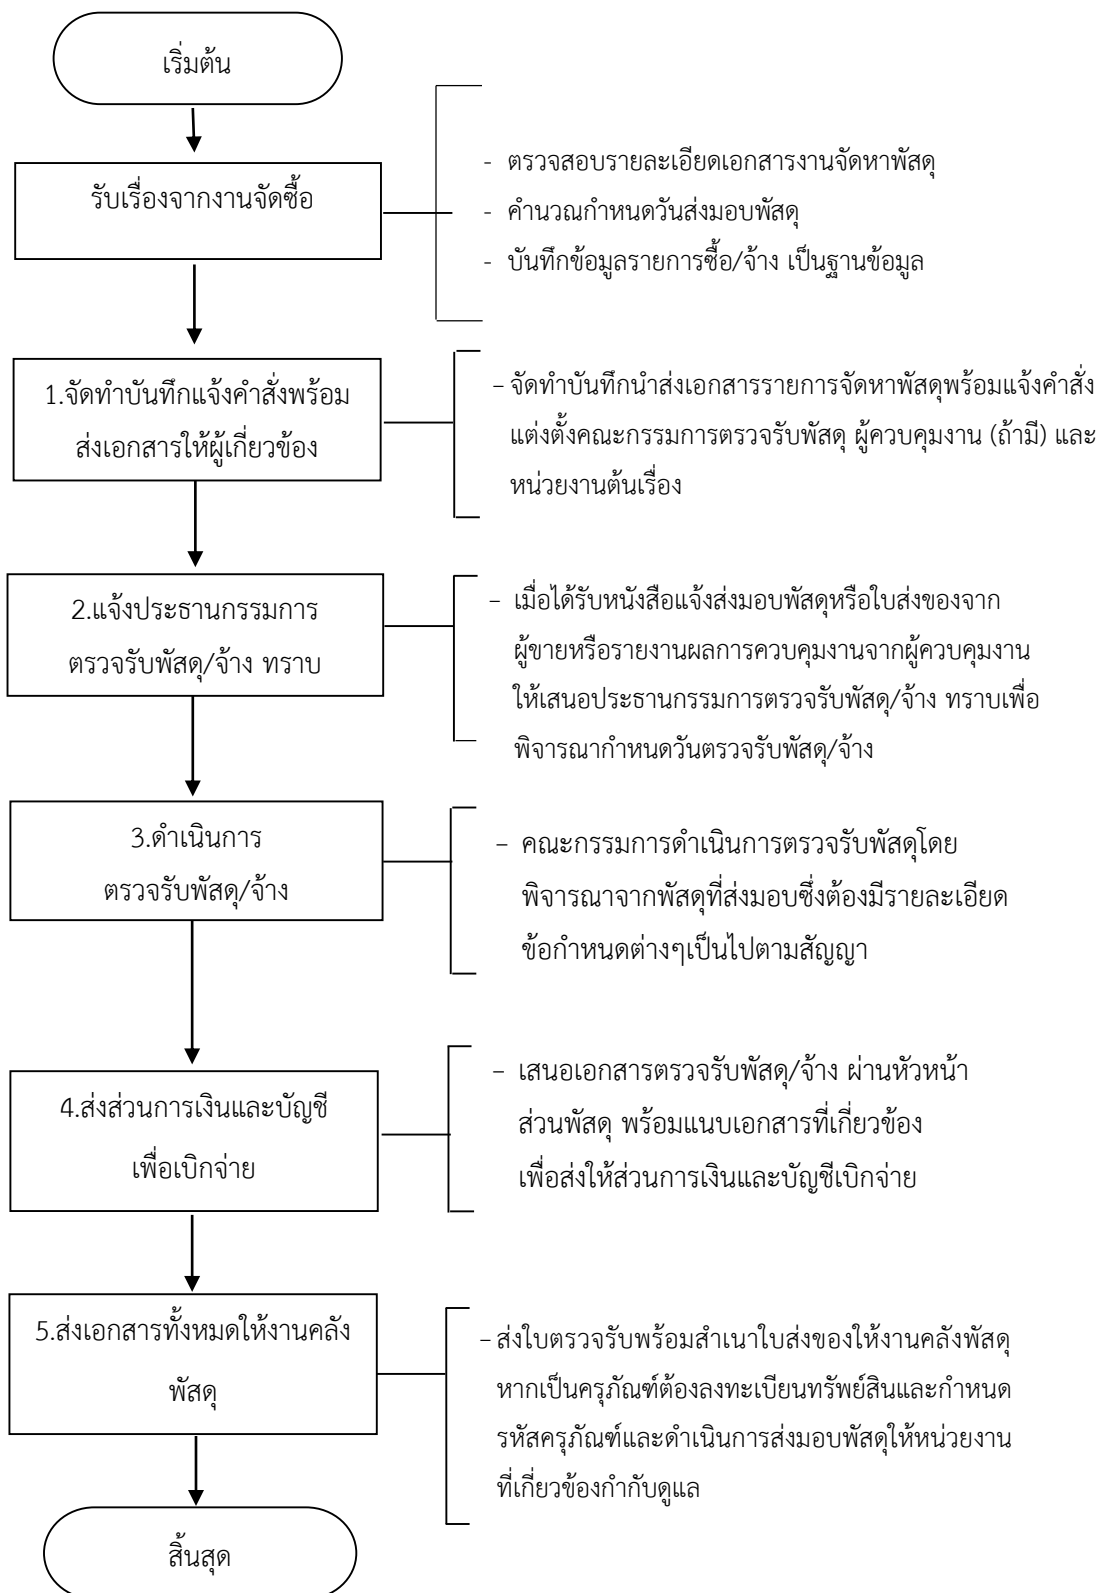 เริ่มต้น
รับเรื่องจากงานจัดซื้อ
- ตรวจสอบรายละเอียดเอกสารงานจัดหาพัสดุ
- คำนวณกำหนดวันส่งมอบพัสดุ
- บันทึกข้อมูลรายการซื้อ/จ้าง เป็นฐานข้อมูล
1.จัดทำบันทึกแจ้งคำสั่งพร้อม
ส่งเอกสารให้ผู้เกี่ยวข้อง
– จัดทำบันทึกนำส่งเอกสารรายการจัดหาพัสดุพร้อมแจ้งคำสั่ง
แต่งตั้งคณะกรรมการตรวจรับพัสดุ ผู้ควบคุมงาน (ถ้ามี) และ
หน่วยงานต้นเรื่อง
2.แจ้งประธานกรรมการ
ตรวจรับพัสดุ/จ้าง ทราบ
– เมื่อได้รับหนังสือแจ้งส่งมอบพัสดุหรือใบส่งของจาก
ผู้ขายหรือรายงานผลการควบคุมงานจากผู้ควบคุมงาน
ให้เสนอประธานกรรมการตรวจรับพัสดุ/จ้าง ทราบเพื่อ
พิจารณากำหนดวันตรวจรับพัสดุ/จ้าง
3.ดำเนินการ
ตรวจรับพัสดุ/จ้าง
– คณะกรรมการดำเนินการตรวจรับพัสดุโดย
พิจารณาจากพัสดุที่ส่งมอบซึ่งต้องมีรายละเอียด
ข้อกำหนดต่างๆเป็นไปตามสัญญา
4.ส่งส่วนการเงินและบัญชี
เพื่อเบิกจ่าย
– เสนอเอกสารตรวจรับพัสดุ/จ้าง ผ่านหัวหน้า
ส่วนพัสดุ พร้อมแนบเอกสารที่เกี่ยวข้อง
เพื่อส่งให้ส่วนการเงินและบัญชีเบิกจ่าย
5.ส่งเอกสารทั้งหมดให้งานคลัง
พัสดุ
– ส่งใบตรวจรับพร้อมสำเนาใบส่งของให้งานคลังพัสดุ
หากเป็นครุภัณฑ์ต้องลงทะเบียนทรัพย์สินและกำหนด
รหัสครุภัณฑ์และดำเนินการส่งมอบพัสดุให้หน่วยงาน
ที่เกี่ยวข้องกำกับดูแล
สิ้นสุด